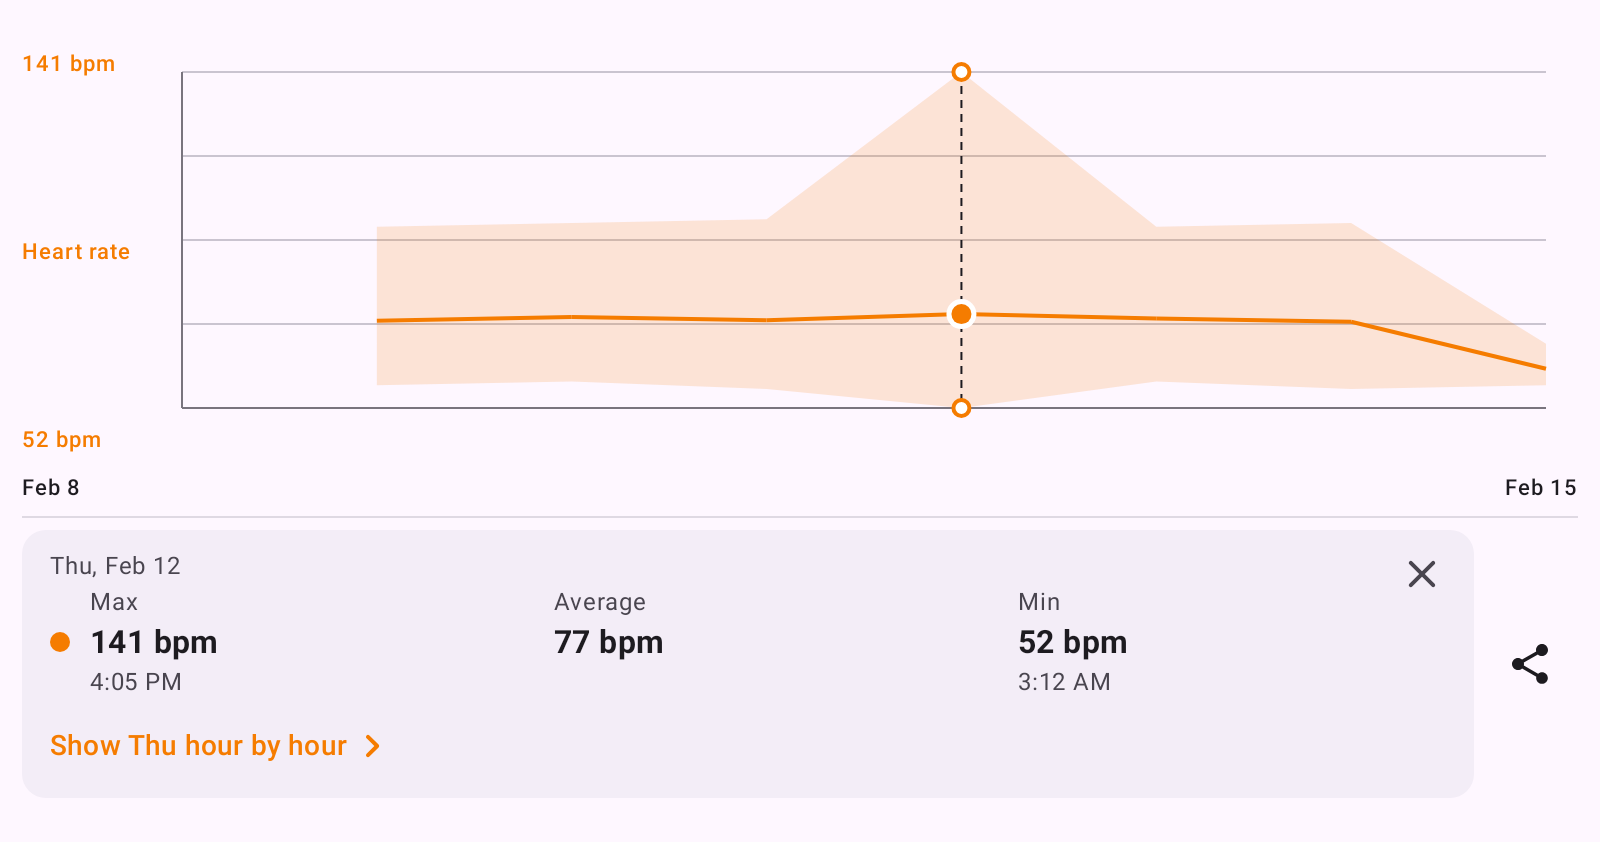 141 bpm
Heart rate
52 bpm
Feb 8
Feb 15
Thu, Feb 12
Max
Average
Min
141 bpm
77 bpm
52 bpm
4:05 PM
3:12 AM
Show Thu hour by hour